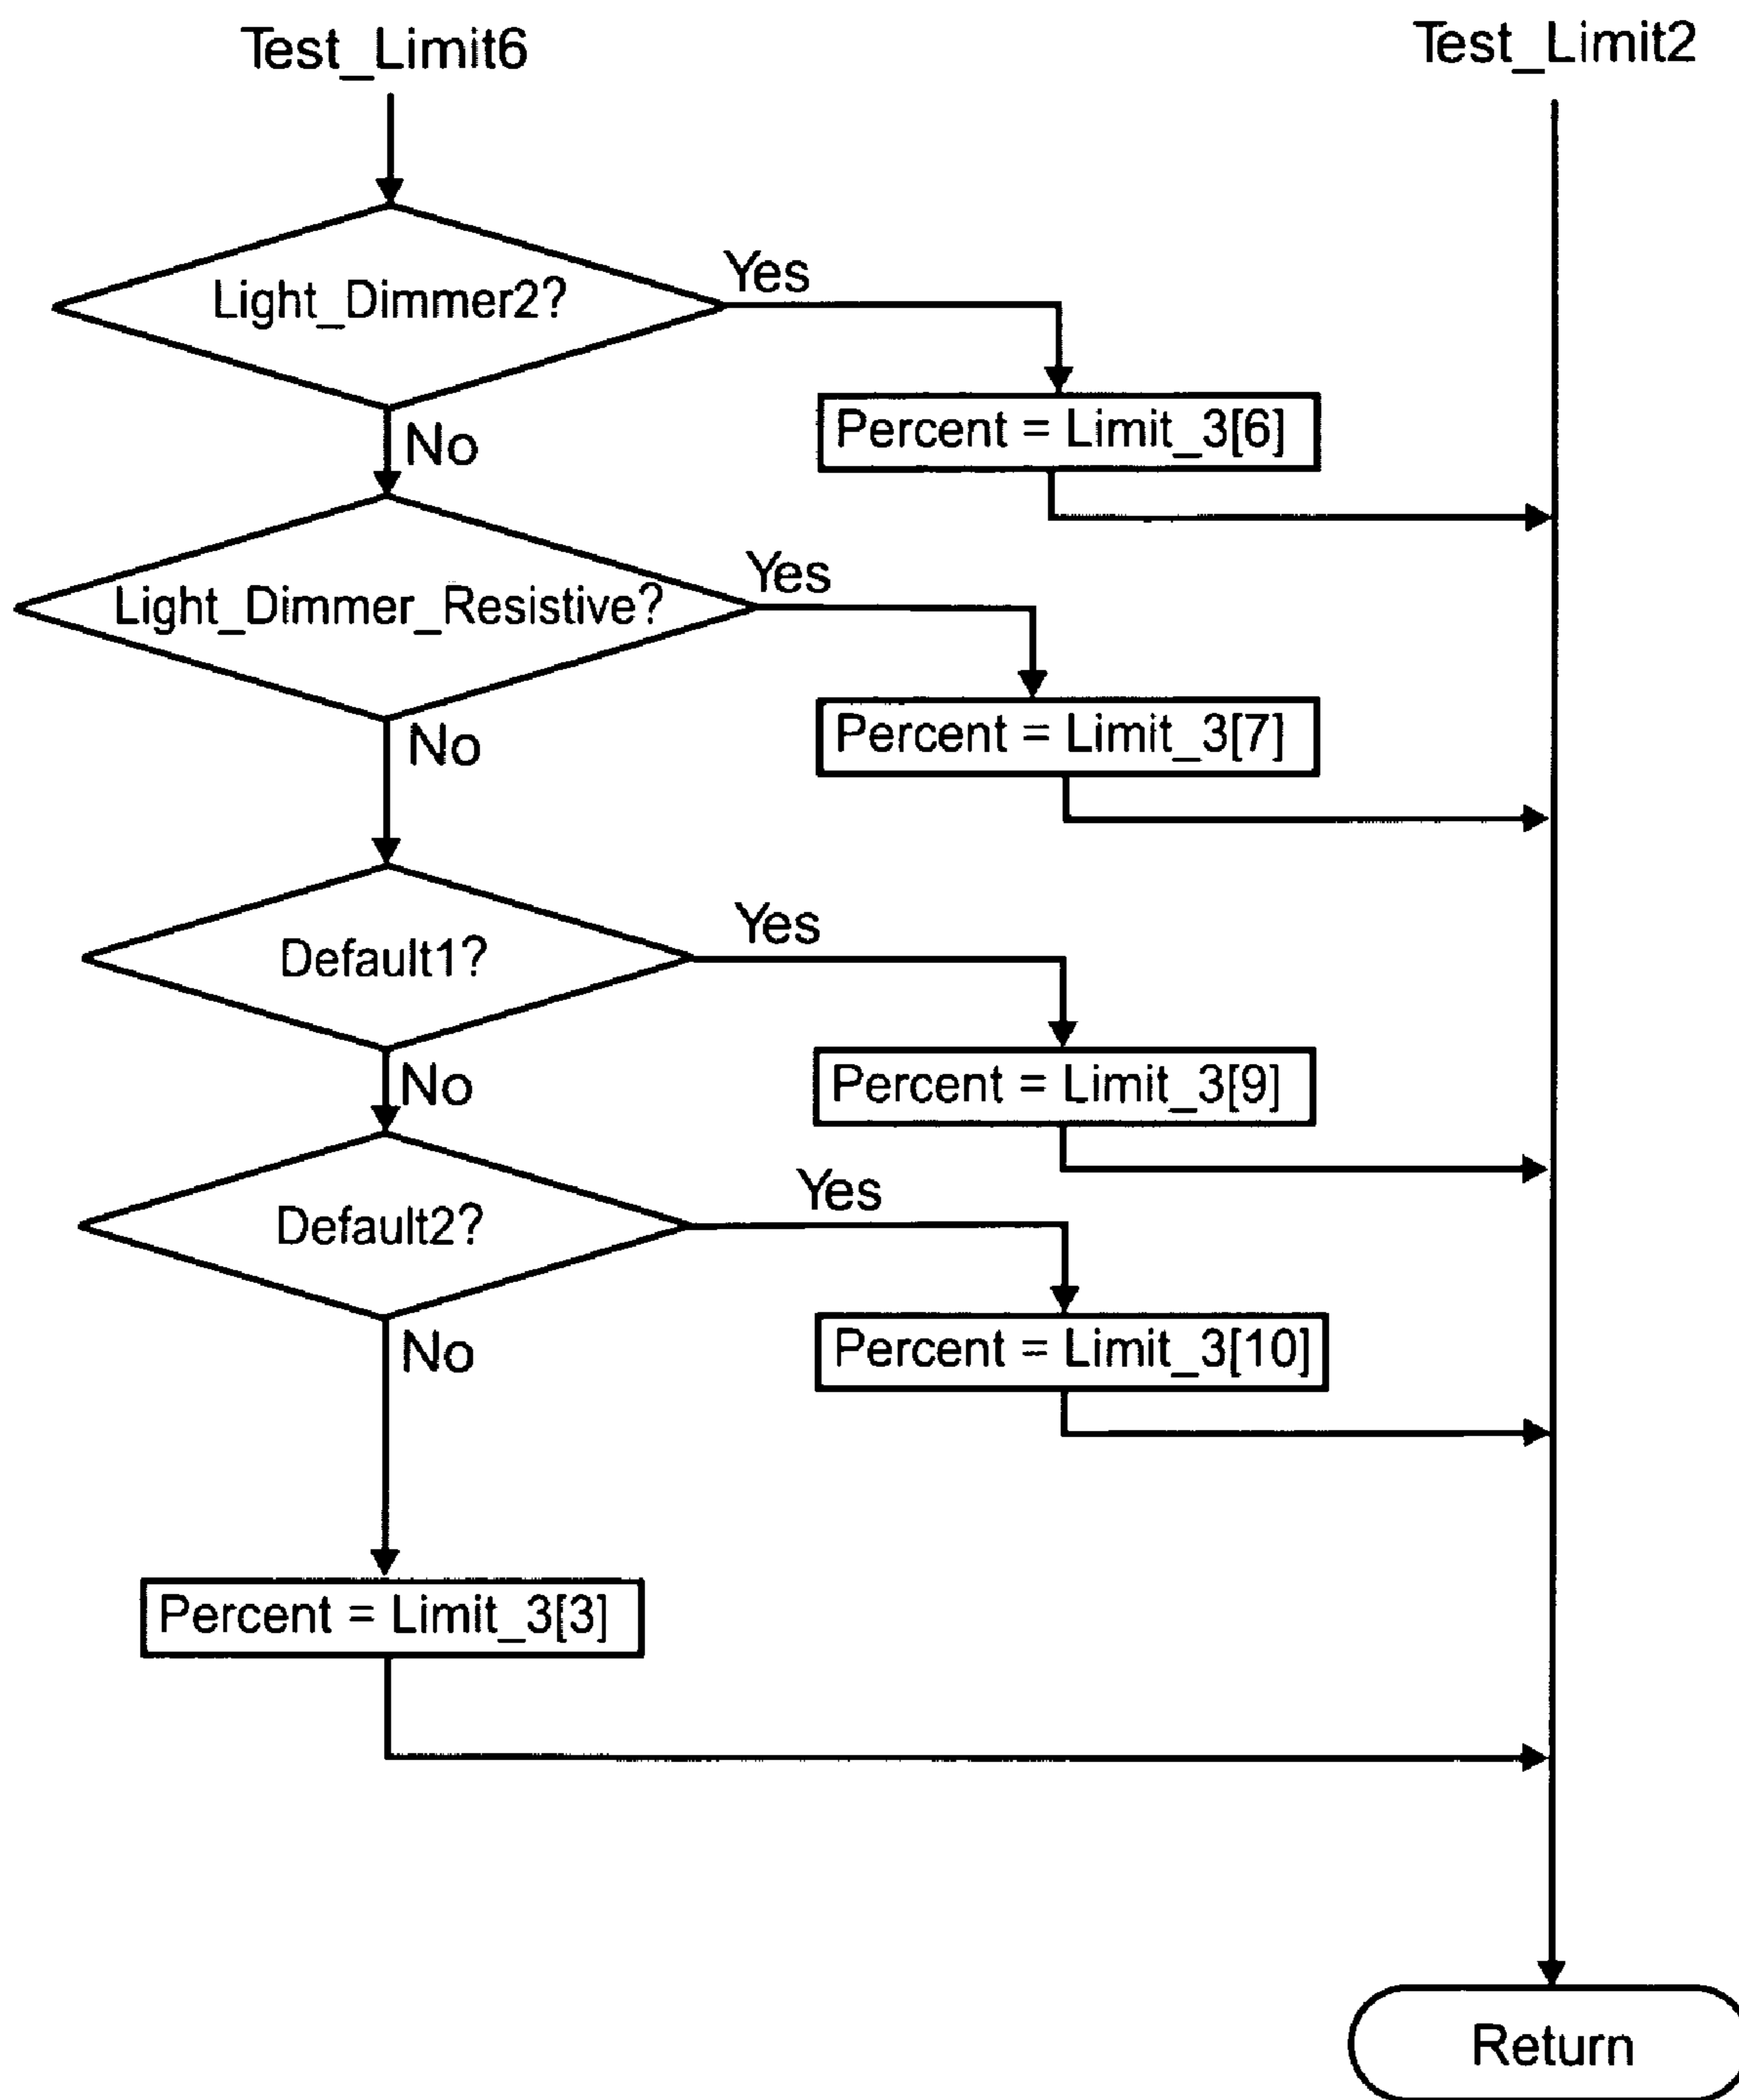 Test_Limit6
Test_Limit2
Light_Dimmer2?
Yes
Percent = Limit_3[6]
No
Light_Dimmer_Resistive?
Yes
Percent = Limit_3[7]
No
Default1?
Yes
Percent = Limit_3[9]
No
Default2?
Yes
Percent = Limit_3[10]
No
Percent = Limit_3[3]
Return